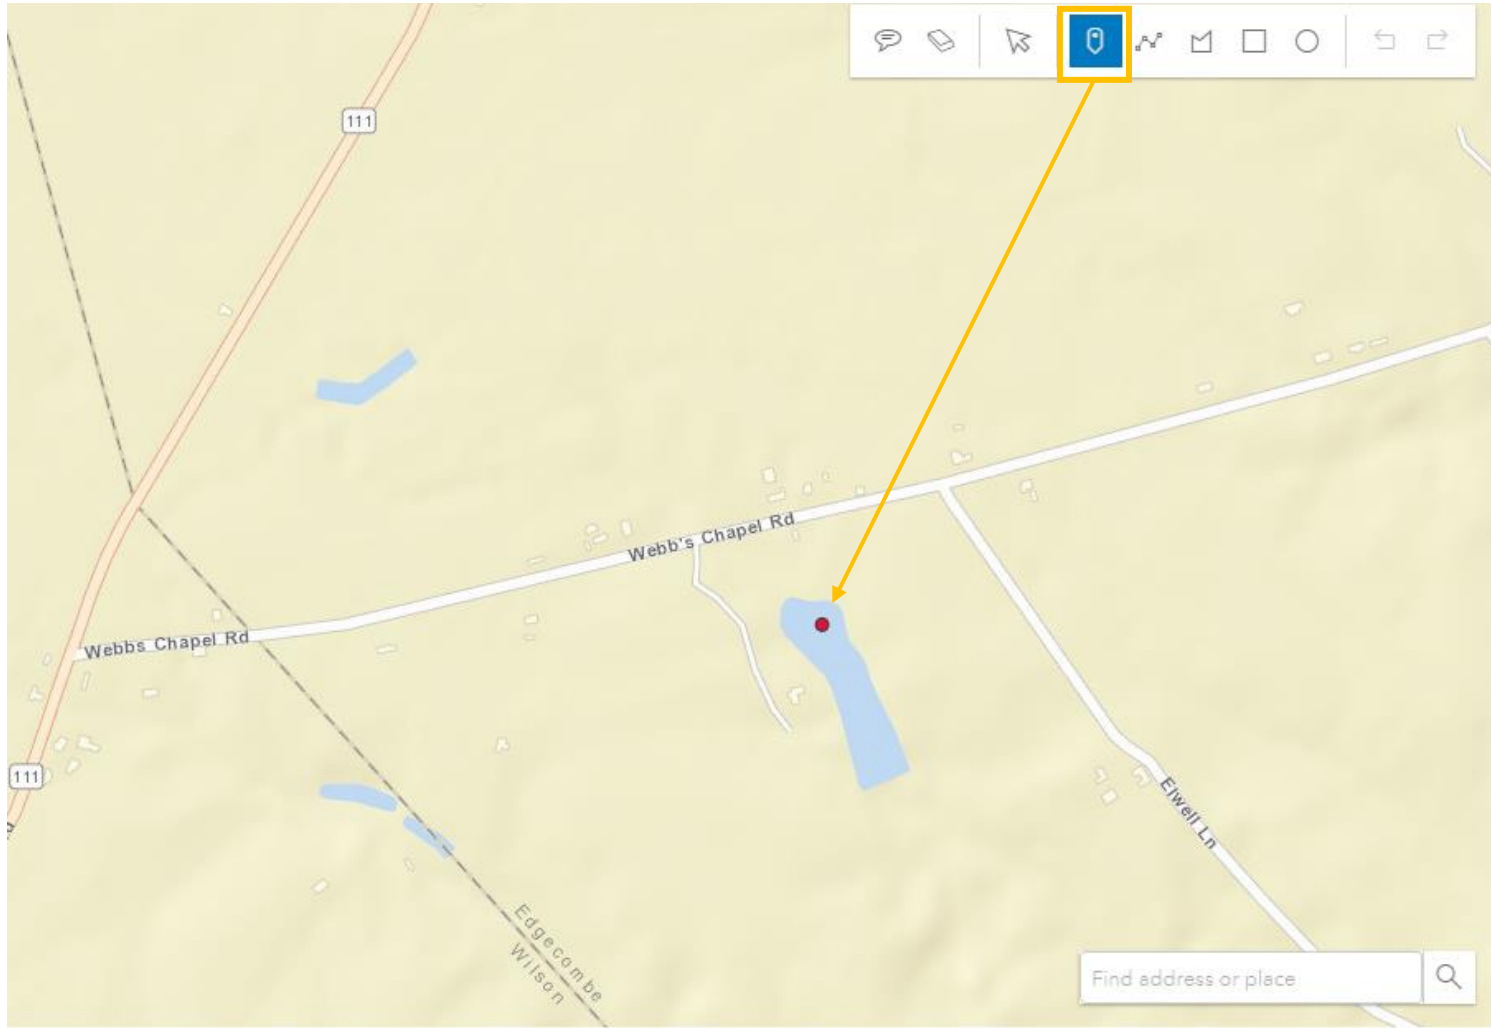 111
Webb's Chapel Rd
Webbs Chapel Rd
111
Elwell Ln
Edgecombe
Wilson
Find address or place